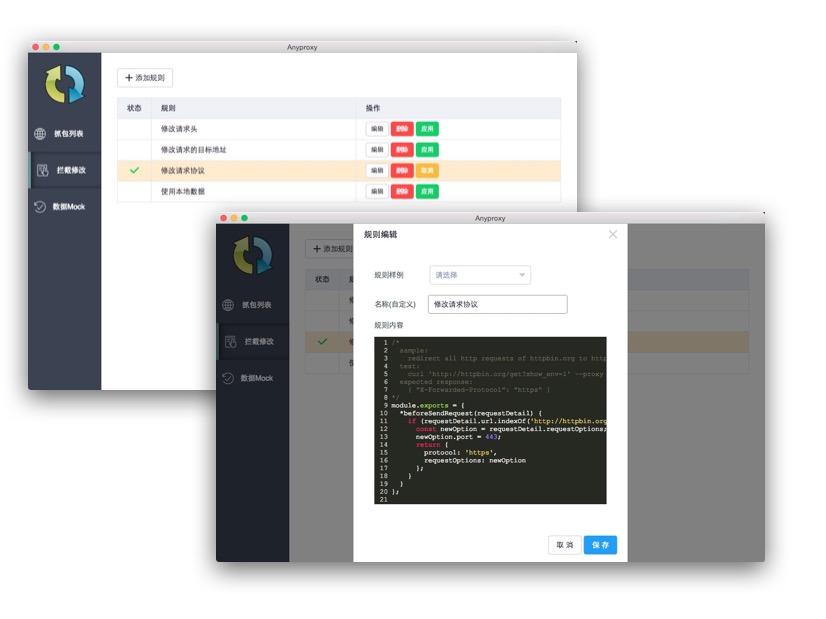 Anyproxy
+ 添加规则
状态 规则 操作
抓包列表
修改请求头 编辑 删除 应用
修改请求的目标地址 编辑 删除 应用
拦截修改
修改请求协议 编辑 删除 取消
使用本地数据 编辑 删除 应用
数据Mock
Anyproxy
规则编辑
+ 添加规则
状态
规则样例 请选择
抓包列表
名称(自定义) 修改请求协议
规则内容
拦截修改
数据Mock
1 /*
2 sample:
3 redirect all http requests of httpbin.org to http
4 test:
5 curl 'http://httpbin.org/get?show_env=1' --proxy
6 expected response:
7 { "X-Forwarded-Protocol": "https" }
8 */
9 module.exports = {
10 *beforeSendRequest(requestDetail) {
11 if (requestDetail.url.indexOf('http://httpbin.org
12 const newOption = requestDetail.requestOptions;
13 newOption.port = 443;
14 return {
15 protocol: 'https',
16 requestOptions: newOption
17 };
18 }
19 }
20 };
21
取 消 保 存